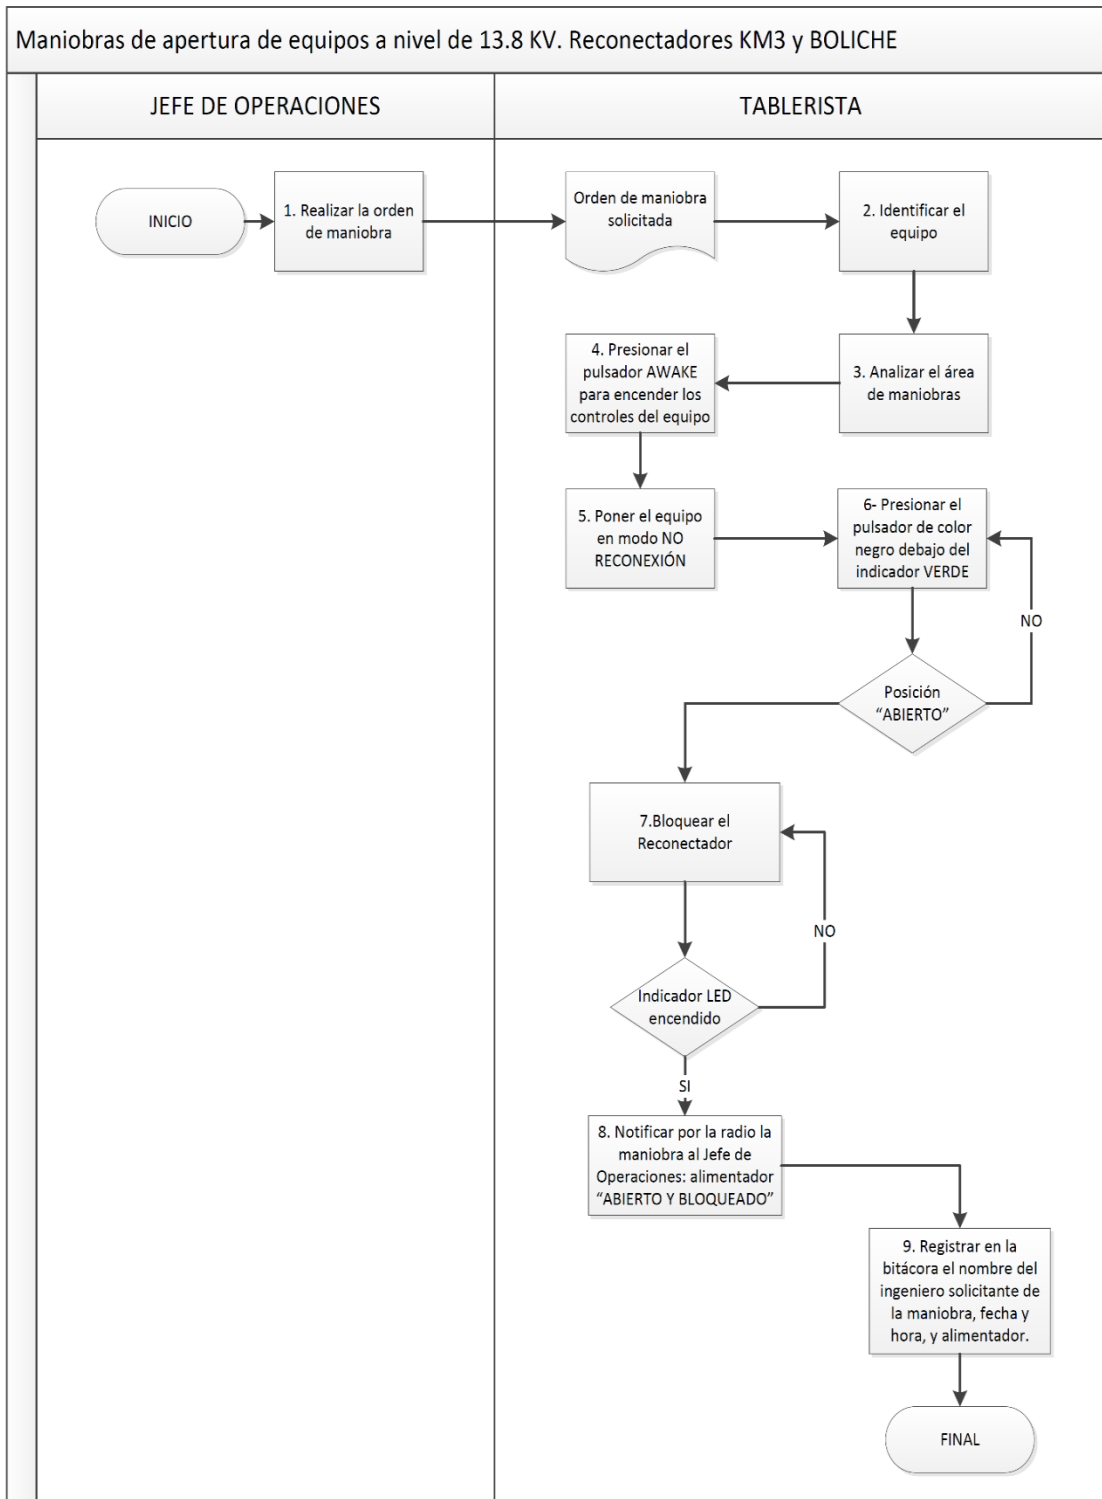 Maniobras de apertura de equipos a nivel de 13.8 KV. Reconectadores KM3 y BOLICHE
JEFE DE OPERACIONES
TABLERISTA
INICIO
1. Realizar la orden
de maniobra
Orden de maniobra
solicitada
2. Identificar el
equipo
3. Analizar el área
de maniobras
4. Presionar el
pulsador AWAKE
para encender los
controles del equipo
5. Poner el equipo
en modo NO
RECONEXIÓN
6- Presionar el
pulsador de color
negro debajo del
indicador VERDE
NO
Posición
“ABIERTO”
7.Bloquear el
Reconectador
NO
Indicador LED
encendido
SI
8. Notificar por la radio la
maniobra al Jefe de
Operaciones: alimentador
“ABIERTO Y BLOQUEADO”
9. Registrar en la
bitácora el nombre del
ingeniero solicitante de
la maniobra, fecha y
hora, y alimentador.
FINAL